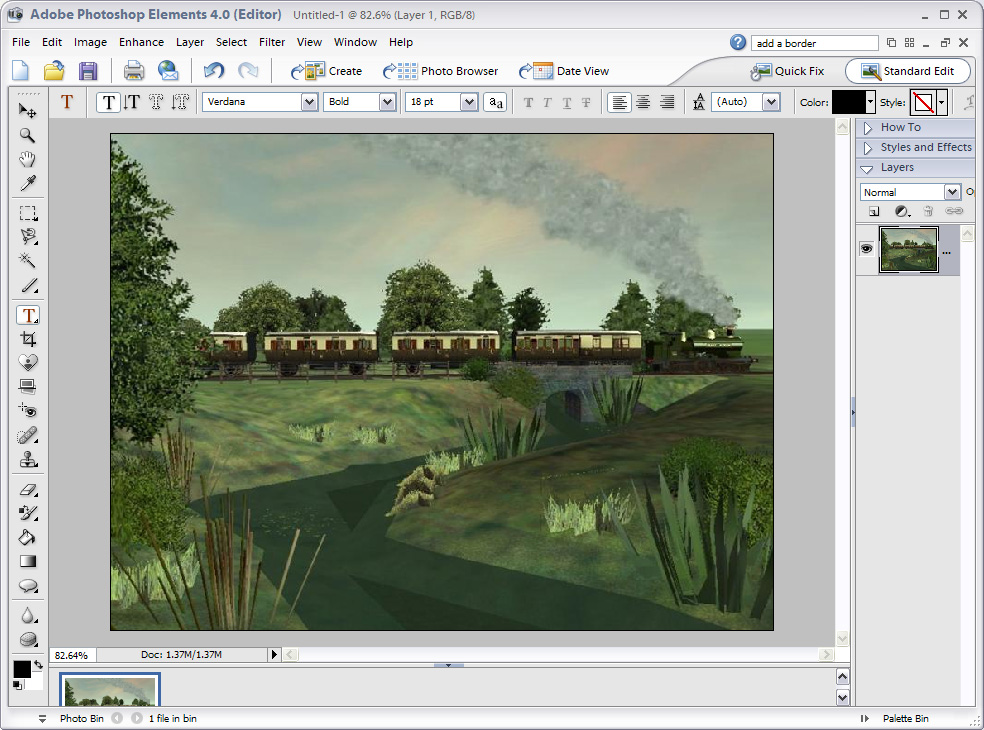 Adobe Photoshop Elements 4.0 (Editor) Untitled-1 @ 82.6% (Layer 1, RGB/8)
File Edit Image Enhance Layer Select Filter View Window Help add a border
Create Photo Browser Date View Quick Fix Standard Edit
T T T T T Verdana Bold 18 pt aa T T T T (Auto) Color: Style:
How To
Styles and Effects
Layers
Normal Op
T
82.64% Doc: 1.37M/1.37M
Photo Bin 1 file in bin Palette Bin